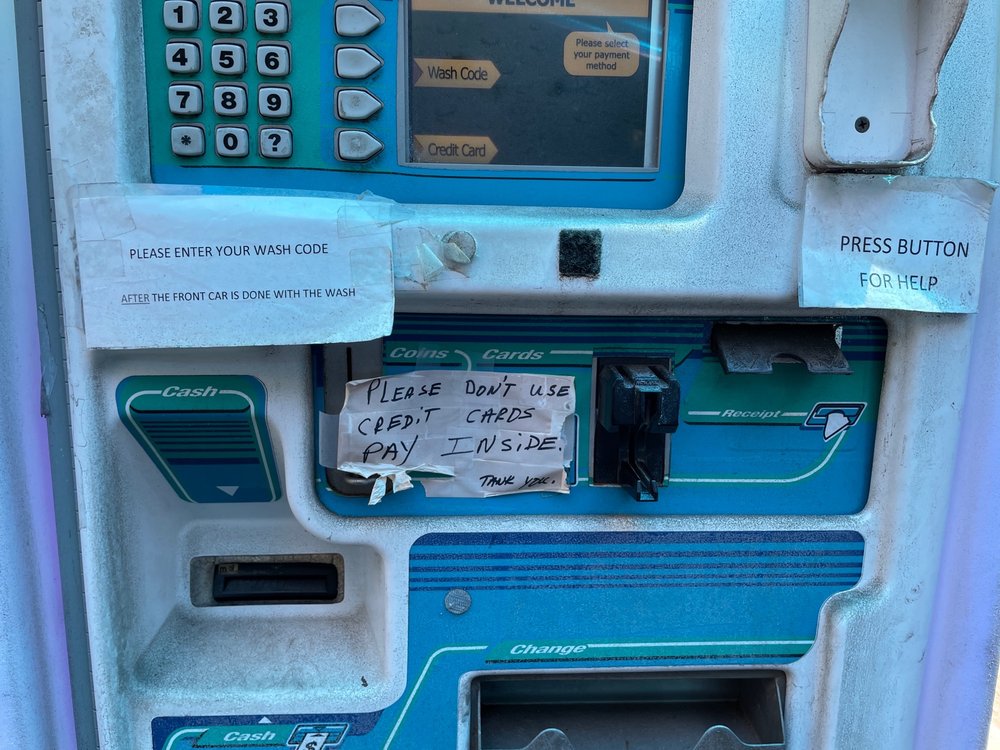 1 2 3
4 5 6
7 8 9
* 0 ?
WELCOME
Please select
your payment
method
Wash Code
Credit Card
PLEASE ENTER YOUR WASH CODE
AFTER THE FRONT CAR IS DONE WITH THE WASH
PRESS BUTTON
FOR HELP
Coins Cards
Cash
PLEASE DON'T USE
CREDIT CARDS
PAY INSIDE.
TANK YOU.
Receipt
Change
Cash
$